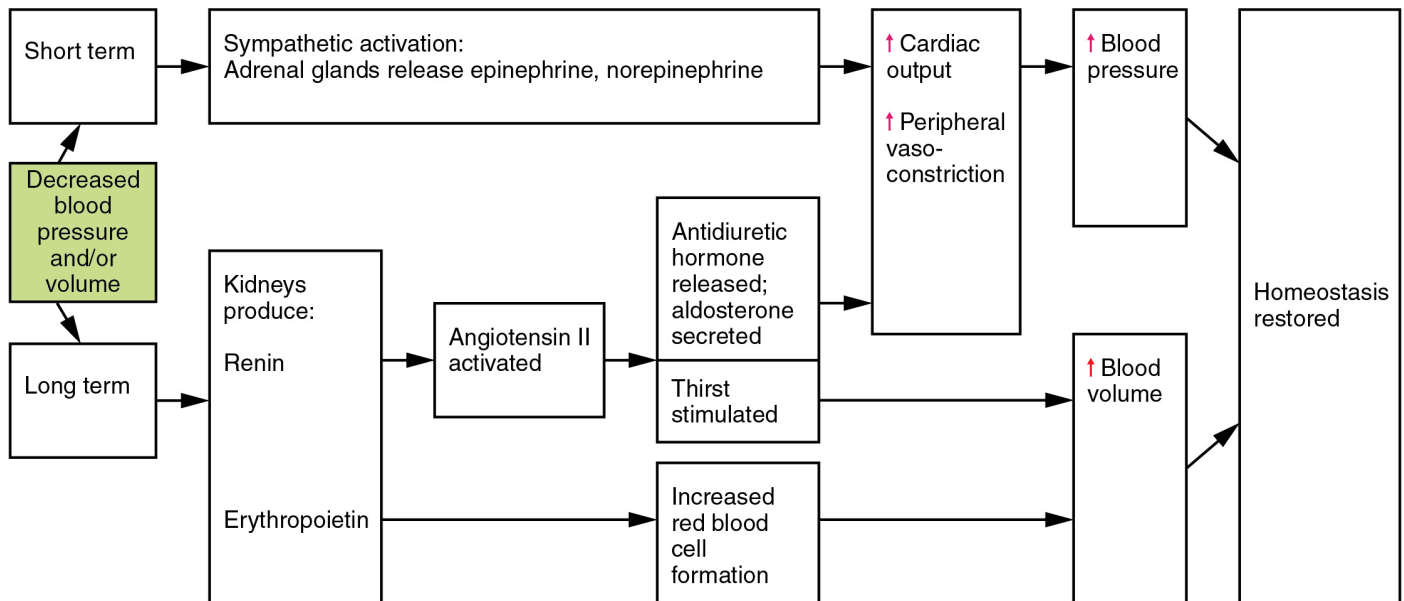 Short term
Sympathetic activation:
Adrenal glands release epinephrine, norepinephrine
↑ Cardiac
output
↑ Peripheral
vaso-
constriction
↑ Blood
pressure
Decreased
blood
pressure
and/or
volume
Long term
Kidneys
produce:
Renin
Erythropoietin
Angiotensin II
activated
Antidiuretic
hormone
released;
aldosterone
secreted
Thirst
stimulated
Increased
red blood
cell
formation
↑ Blood
volume
Homeostasis
restored